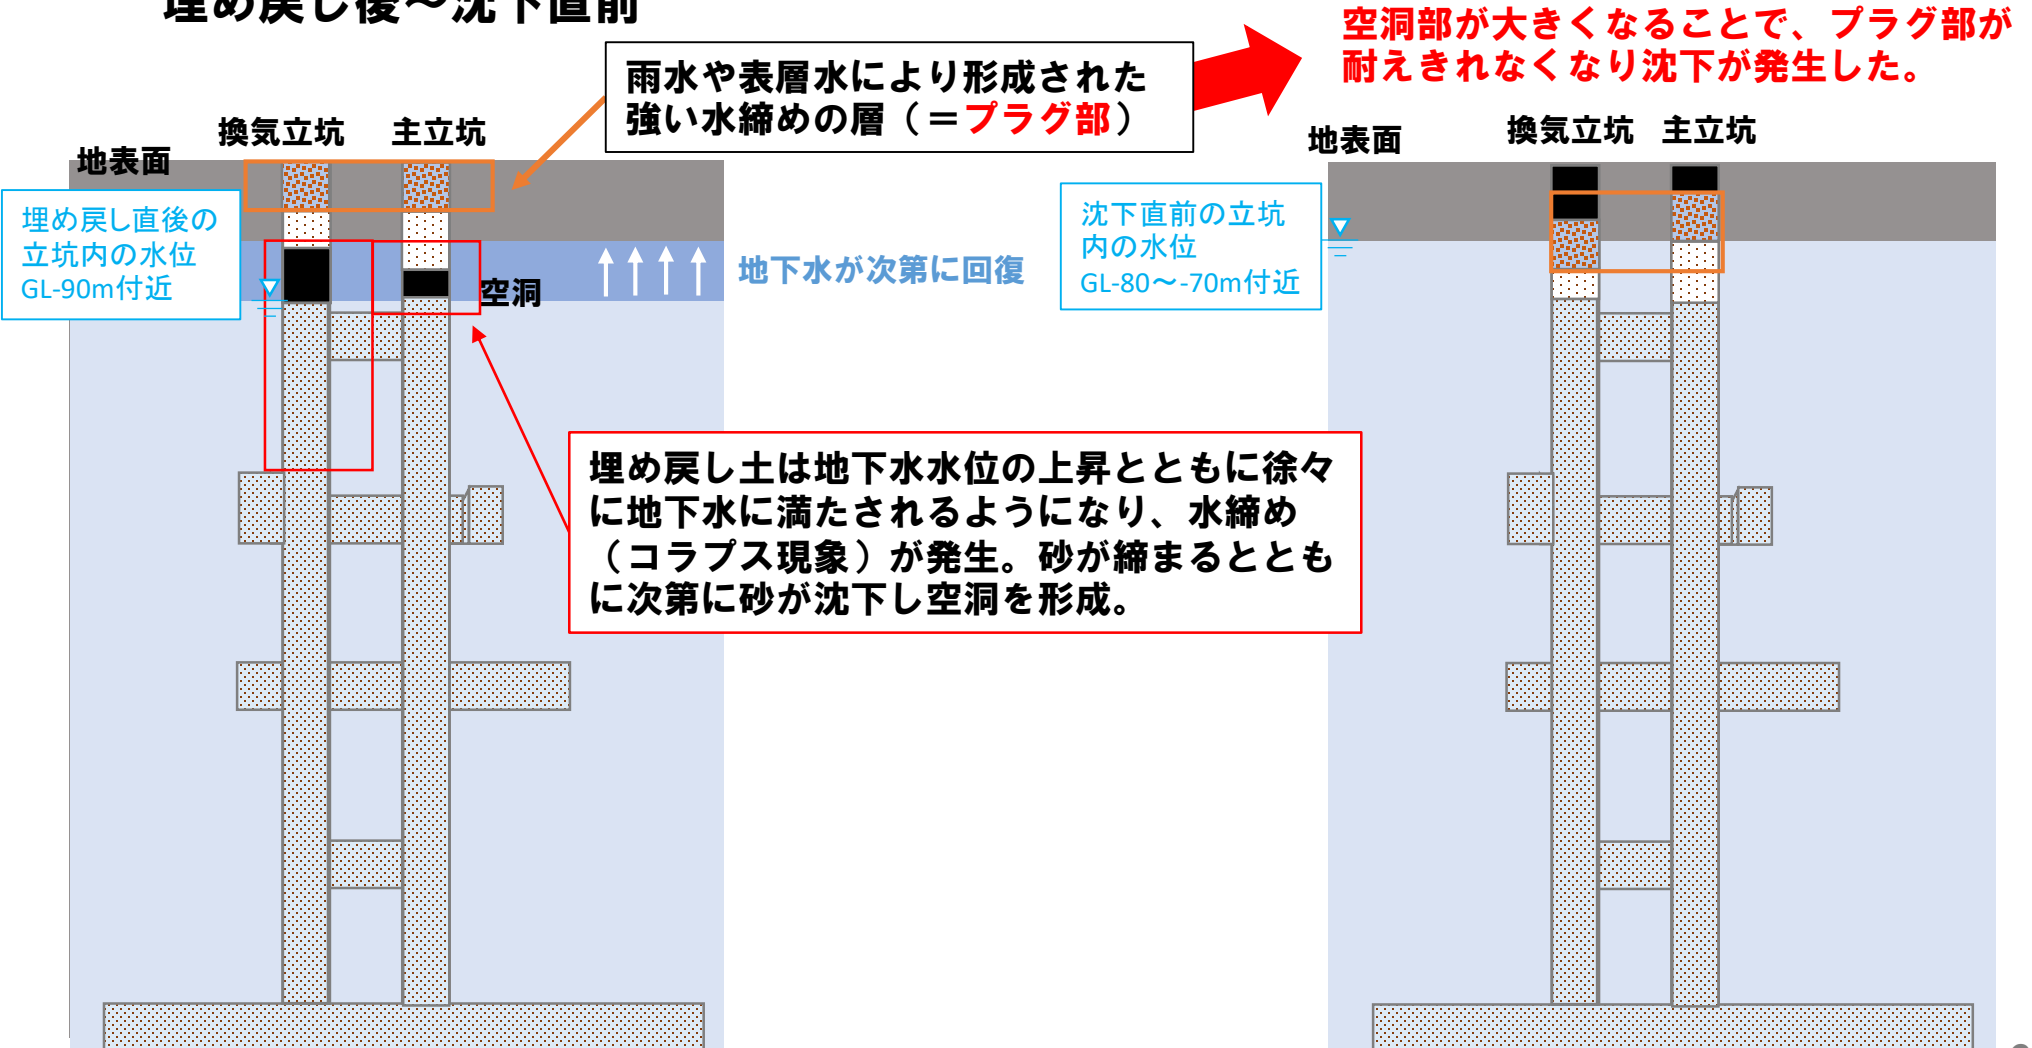 埋め戻し後～沈下直前
空洞部が大きくなることで、プラグ部が
耐えきれなくなり沈下が発生した。
雨水や表層水により形成された
強い水締めの層（＝プラグ部）
換気立坑
主立坑
地表面
埋め戻し直後の
立坑内の水位
GL-90m付近
空洞
地下水が次第に回復
埋め戻し土は地下水水位の上昇とともに徐々
に地下水に満たされるようになり、水締め
（コラプス現象）が発生。砂が締まるととも
に次第に砂が沈下し空洞を形成。
換気立坑
主立坑
地表面
沈下直前の立坑
内の水位
GL-80～-70m付近